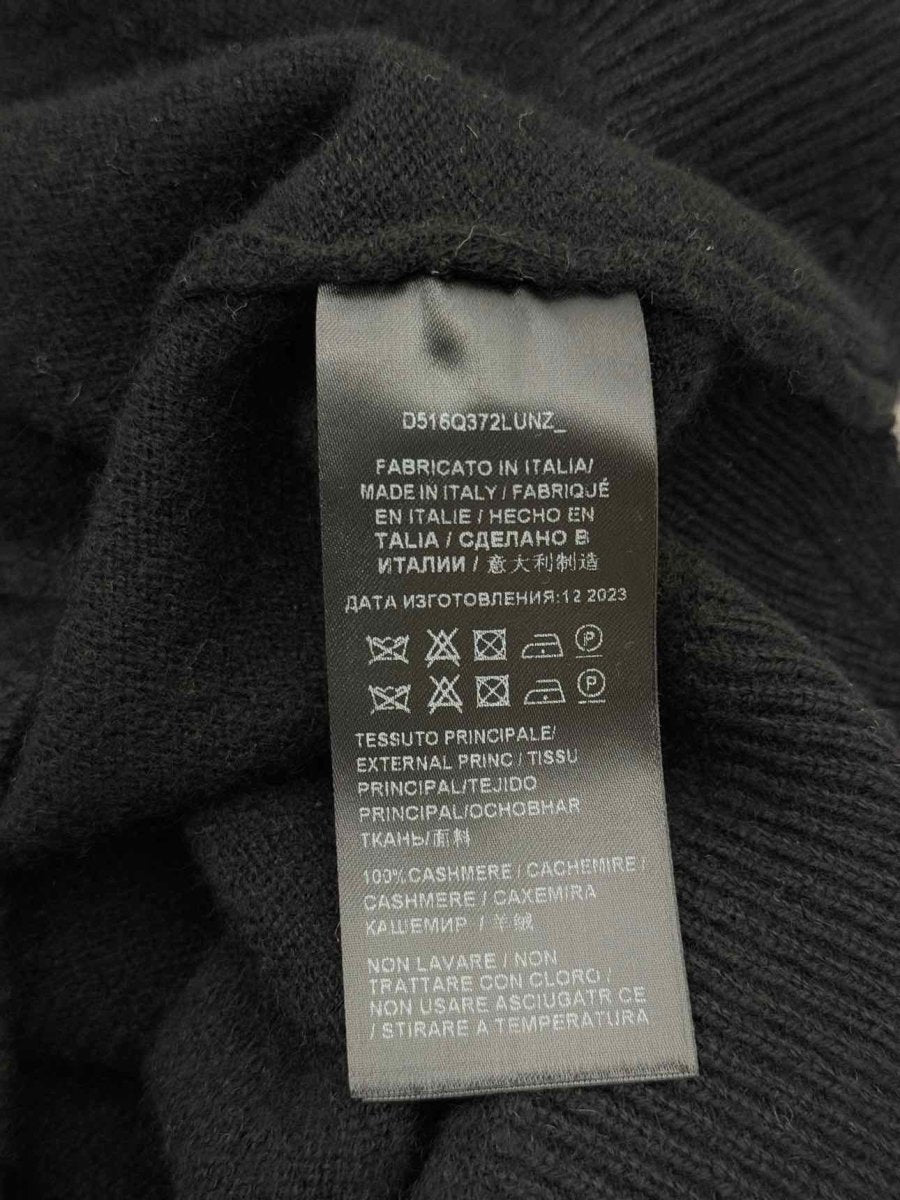 D516Q372LUNZ_
FABRICATO IN ITALIA/
MADE IN ITALY / FABRIQUÉ
EN ITALIE / HECHO EN
TALIA / СДЕЛАНО В
ИТАЛИИ / 意大利制造
ДАТА ИЗГОТОВЛЕНИЯ:12 2023
P
P
TESSUTO PRINCIPALE/
EXTERNAL PRINC / TISSU
PRINCIPAL/TEJIDO
PRINCIPAL/ОСНОВНАЯ
ТКАНЬ/面料
100% CASHMERE / CACHEMIRE /
CASHMERE / CAXEMIRA
КАШЕМИР / 羊绒
NON LAVARE / NON
TRATTARE CON CLORO /
NON USARE ASCIUGATR CE
/ STIRARE A TEMPERATURA